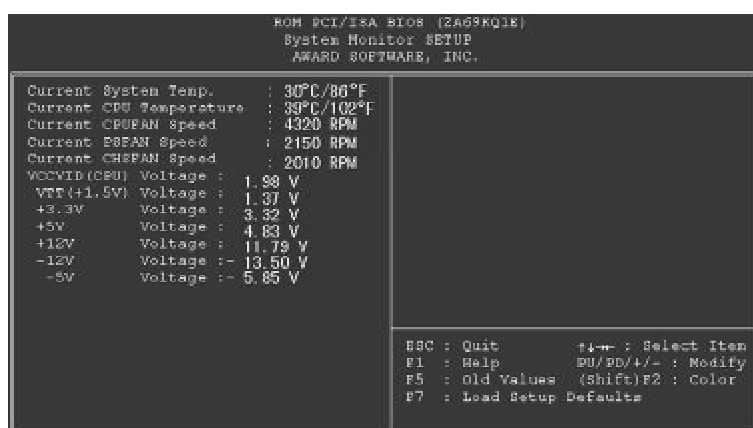 ROM PCI/ISA BIOS (2A69KQ1E)
System Monitor SETUP
AWARD SOFTWARE, INC.
Current System Temp. : 30°C/86°F
Current CPU Temperature : 39°C/102°F
Current CPUFAN Speed : 4320 RPM
Current PSFAN Speed : 2150 RPM
Current CHSFAN Speed : 2010 RPM
VCCVID(CPU) Voltage : 1.98 V
VTT(+1.5V) Voltage : 1.37 V
+3.3V Voltage : 3.32 V
+5V Voltage : 4.83 V
+12V Voltage : 11.79 V
-12V Voltage :- 13.50 V
-5V Voltage :- 5.85 V
ESC : Quit ↑↓→← : Select Item
F1 : Help PU/PD/+/- : Modify
F5 : Old Values (Shift)F2 : Color
F7 : Load Setup Defaults